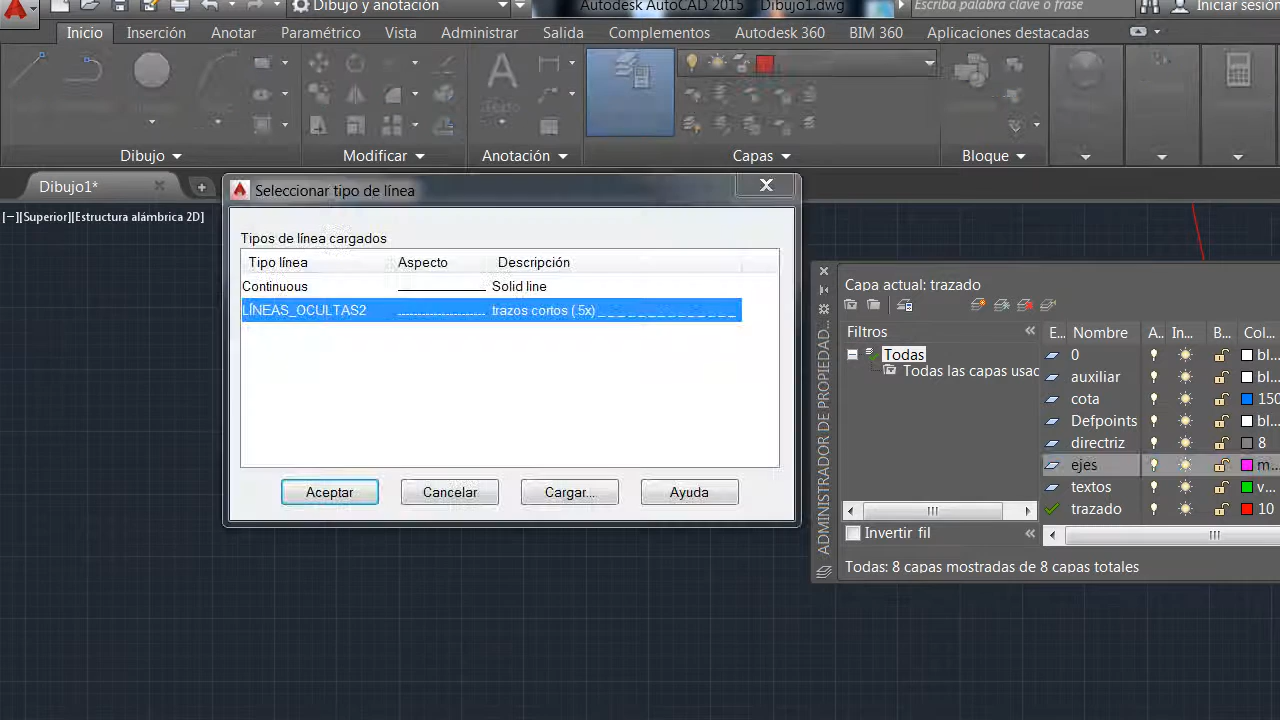 Dibujo y anotación
Autodesk AutoCAD 2015 Dibujo1.dwg
Escriba palabra clave o frase
Iniciar sesión
Inicio
Inserción
Anotar
Paramétrico
Vista
Administrar
Salida
Complementos
Autodesk 360
BIM 360
Aplicaciones destacadas
Dibujo
Modificar
Anotación
Capas
Bloque
Dibujo1*
[−][Superior][Estructura alámbrica 2D]
Seleccionar tipo de línea
Tipos de línea cargados
Tipo línea Aspecto Descripción
Continuous Solid line
LÍNEAS_OCULTAS2 trazos cortos (.5x) _ _ _ _ _ _ _ _ _ _ _ _ _ _
Aceptar
Cancelar
Cargar...
Ayuda
ADMINISTRADOR DE PROPIEDAD...
Capa actual: trazado
Filtros
Todas
Todas las capas usac
E... Nombre A... In... B... Col...
0 bl...
auxiliar bl...
cota 150
Defpoints bl...
directriz 8
ejes m...
textos v...
trazado 10
Invertir fil
Todas: 8 capas mostradas de 8 capas totales